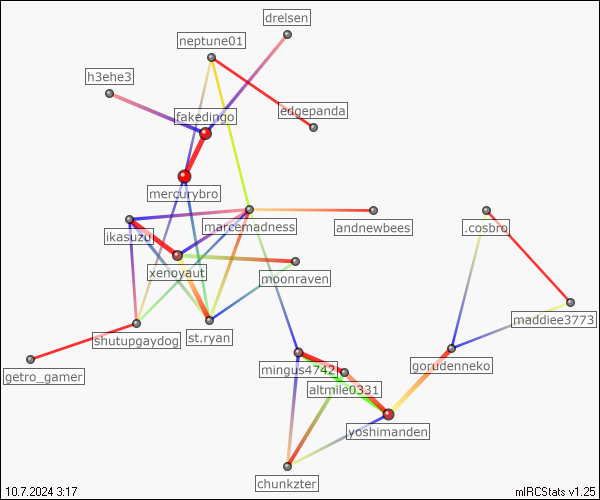 drelsen
neptune01
h3ehe3
fakedingo
edgepanda
mercurybro
marcemadness
andnewbees
.cosbro
ikasuzu
xenoyaut
moonraven
maddiee3773
shutupgaydog
st.ryan
getro_gamer
mingus4742
gorudenneko
altmile0331
yoshimanden
chunkzter
10.7.2024 3:17
mIRCStats v1.25